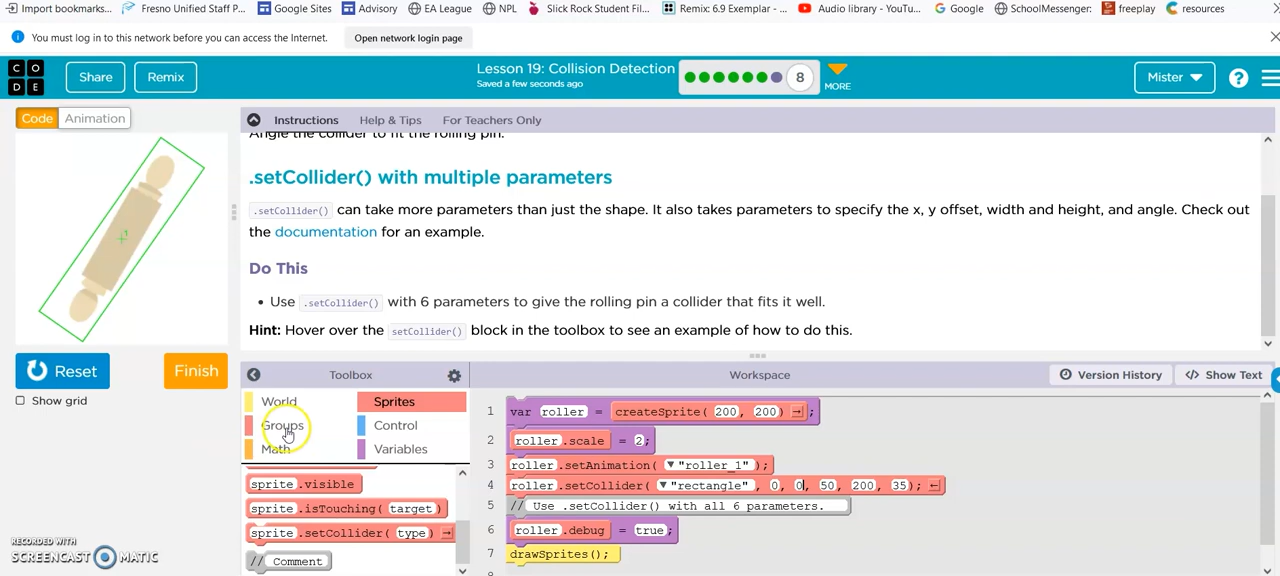 Import bookmarks... Fresno Unified Staff P... Google Sites Advisory EA League NPL Slick Rock Student Fil... Remix: 6.9 Exemplar - ... Audio library - YouTu... Google SchoolMessenger: freeplay resources
You must log in to this network before you can access the Internet. Open network login page
CODE Share Remix Lesson 19: Collision Detection 8 MORE Mister ?
Saved a few seconds ago
Code Animation Instructions Help & Tips For Teachers Only
Angle the collider to fit the rolling pin.
.setCollider() with multiple parameters
.setCollider() can take more parameters than just the shape. It also takes parameters to specify the x, y offset, width and height, and angle. Check out
the documentation for an example.
Do This
• Use .setCollider() with 6 parameters to give the rolling pin a collider that fits it well.
Hint: Hover over the setCollider() block in the toolbox to see an example of how to do this.
Reset Finish
Show grid
Toolbox Workspace Version History </> Show Text
World Sprites
Groups Control
Math Variables
sprite.visible
sprite.isTouching( target )
sprite.setCollider( type )
// Comment
1 var roller = createSprite( 200, 200);
2 roller.scale = 2;
3 roller.setAnimation( "roller_1" );
4 roller.setCollider( "rectangle" , 0, 0, 50, 200, 35);
5 // Use .setCollider() with all 6 parameters.
6 roller.debug = true;
7 drawSprites();
RECORDED WITH
SCREENCAST MATIC